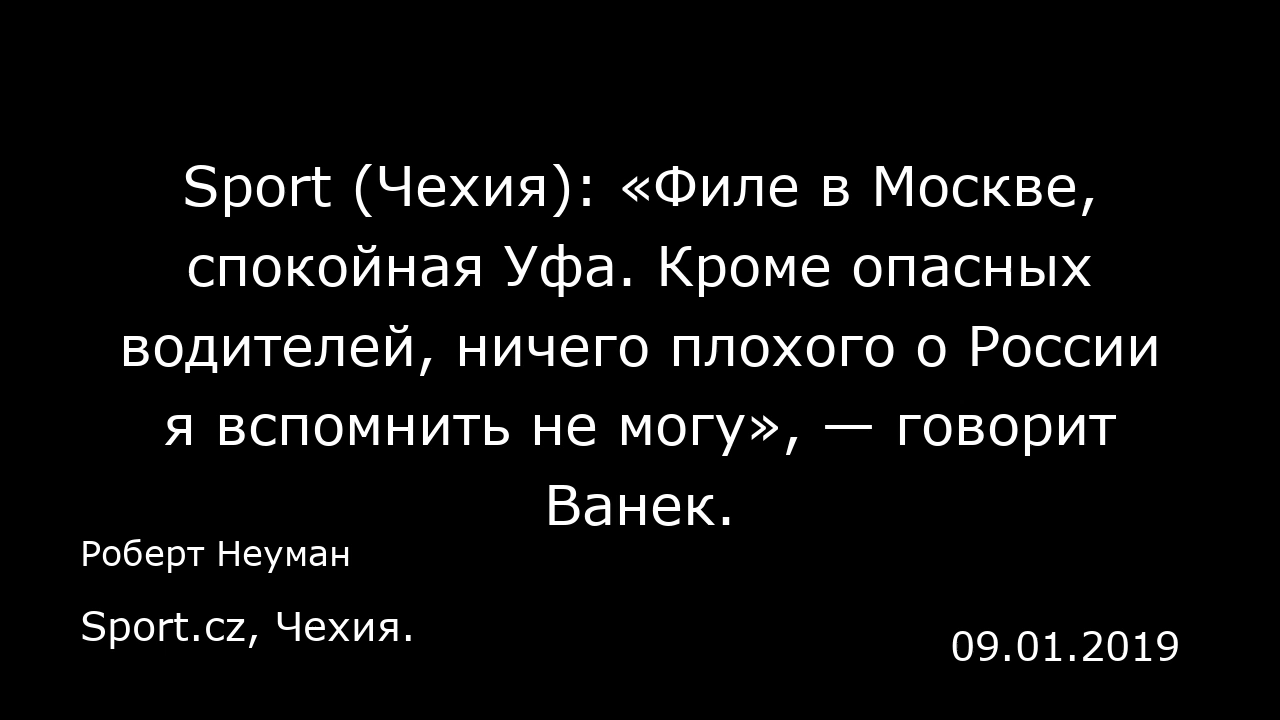 Sport (Чехия): «Филе в Москве,
спокойная Уфа. Кроме опасных
водителей, ничего плохого о России
я вспомнить не могу», — говорит
Ванек.
Роберт Неуман
Sport.cz, Чехия.
09.01.2019